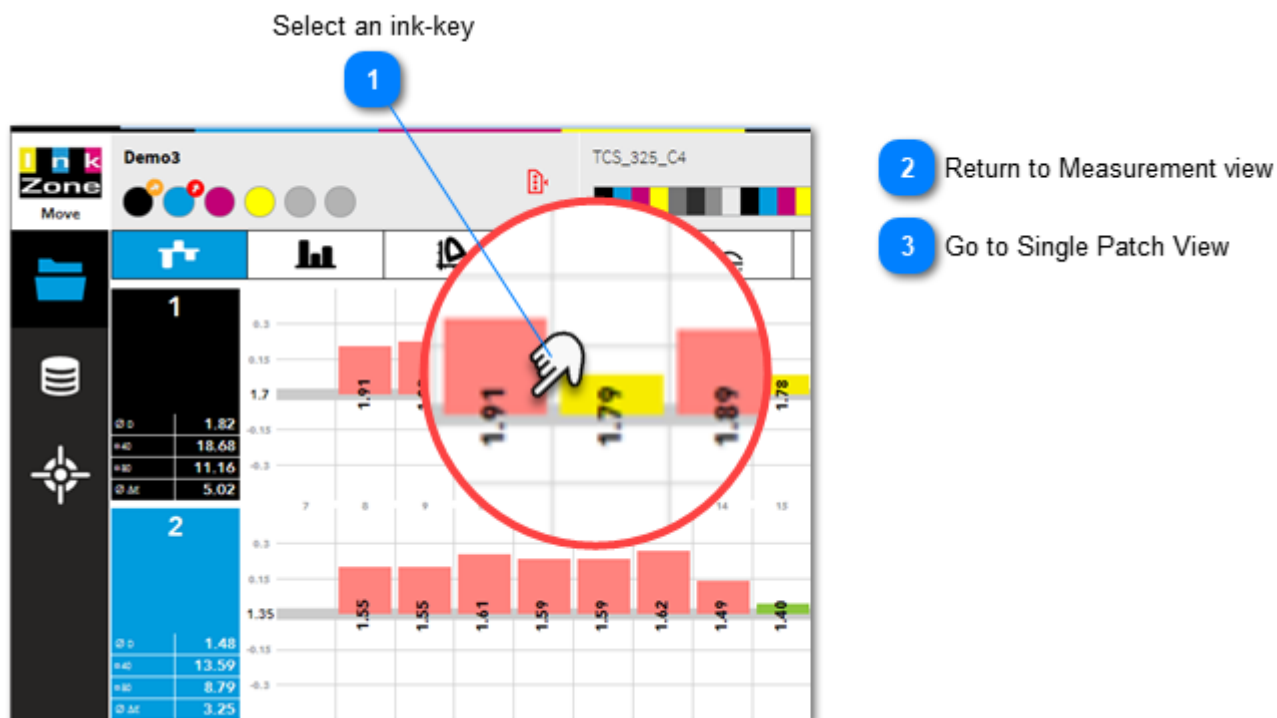 Select an ink-key
1
Ink
Zone
Move
Demo3
TCS_325_C4
2 Return to Measurement view
3 Go to Single Patch View
1
0.3
0.15
1.7
-0.15
-0.3
Ø D 1.82
18.68
11.16
Ø ΔE 5.02
1.91
1.91
1.79
1.89
1.78
7 8 9 14 15
2
0.3
0.15
1.35
-0.15
-0.3
Ø D 1.48
13.59
8.79
Ø ΔE 3.25
1.55 1.55 1.61 1.59 1.59 1.62 1.49 1.40